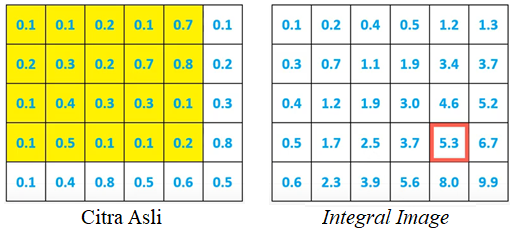 0.1 0.1 0.2 0.1 0.7 0.1
0.2 0.3 0.2 0.7 0.8 0.2
0.1 0.4 0.3 0.3 0.1 0.3
0.1 0.5 0.1 0.1 0.2 0.8
0.1 0.4 0.8 0.5 0.6 0.5
Citra Asli
0.1 0.2 0.4 0.5 1.2 1.3
0.3 0.7 1.1 1.9 3.4 3.7
0.4 1.2 1.9 3.0 4.6 5.2
0.5 1.7 2.5 3.7 5.3 6.7
0.6 2.3 3.9 5.6 8.0 9.9
Integral Image